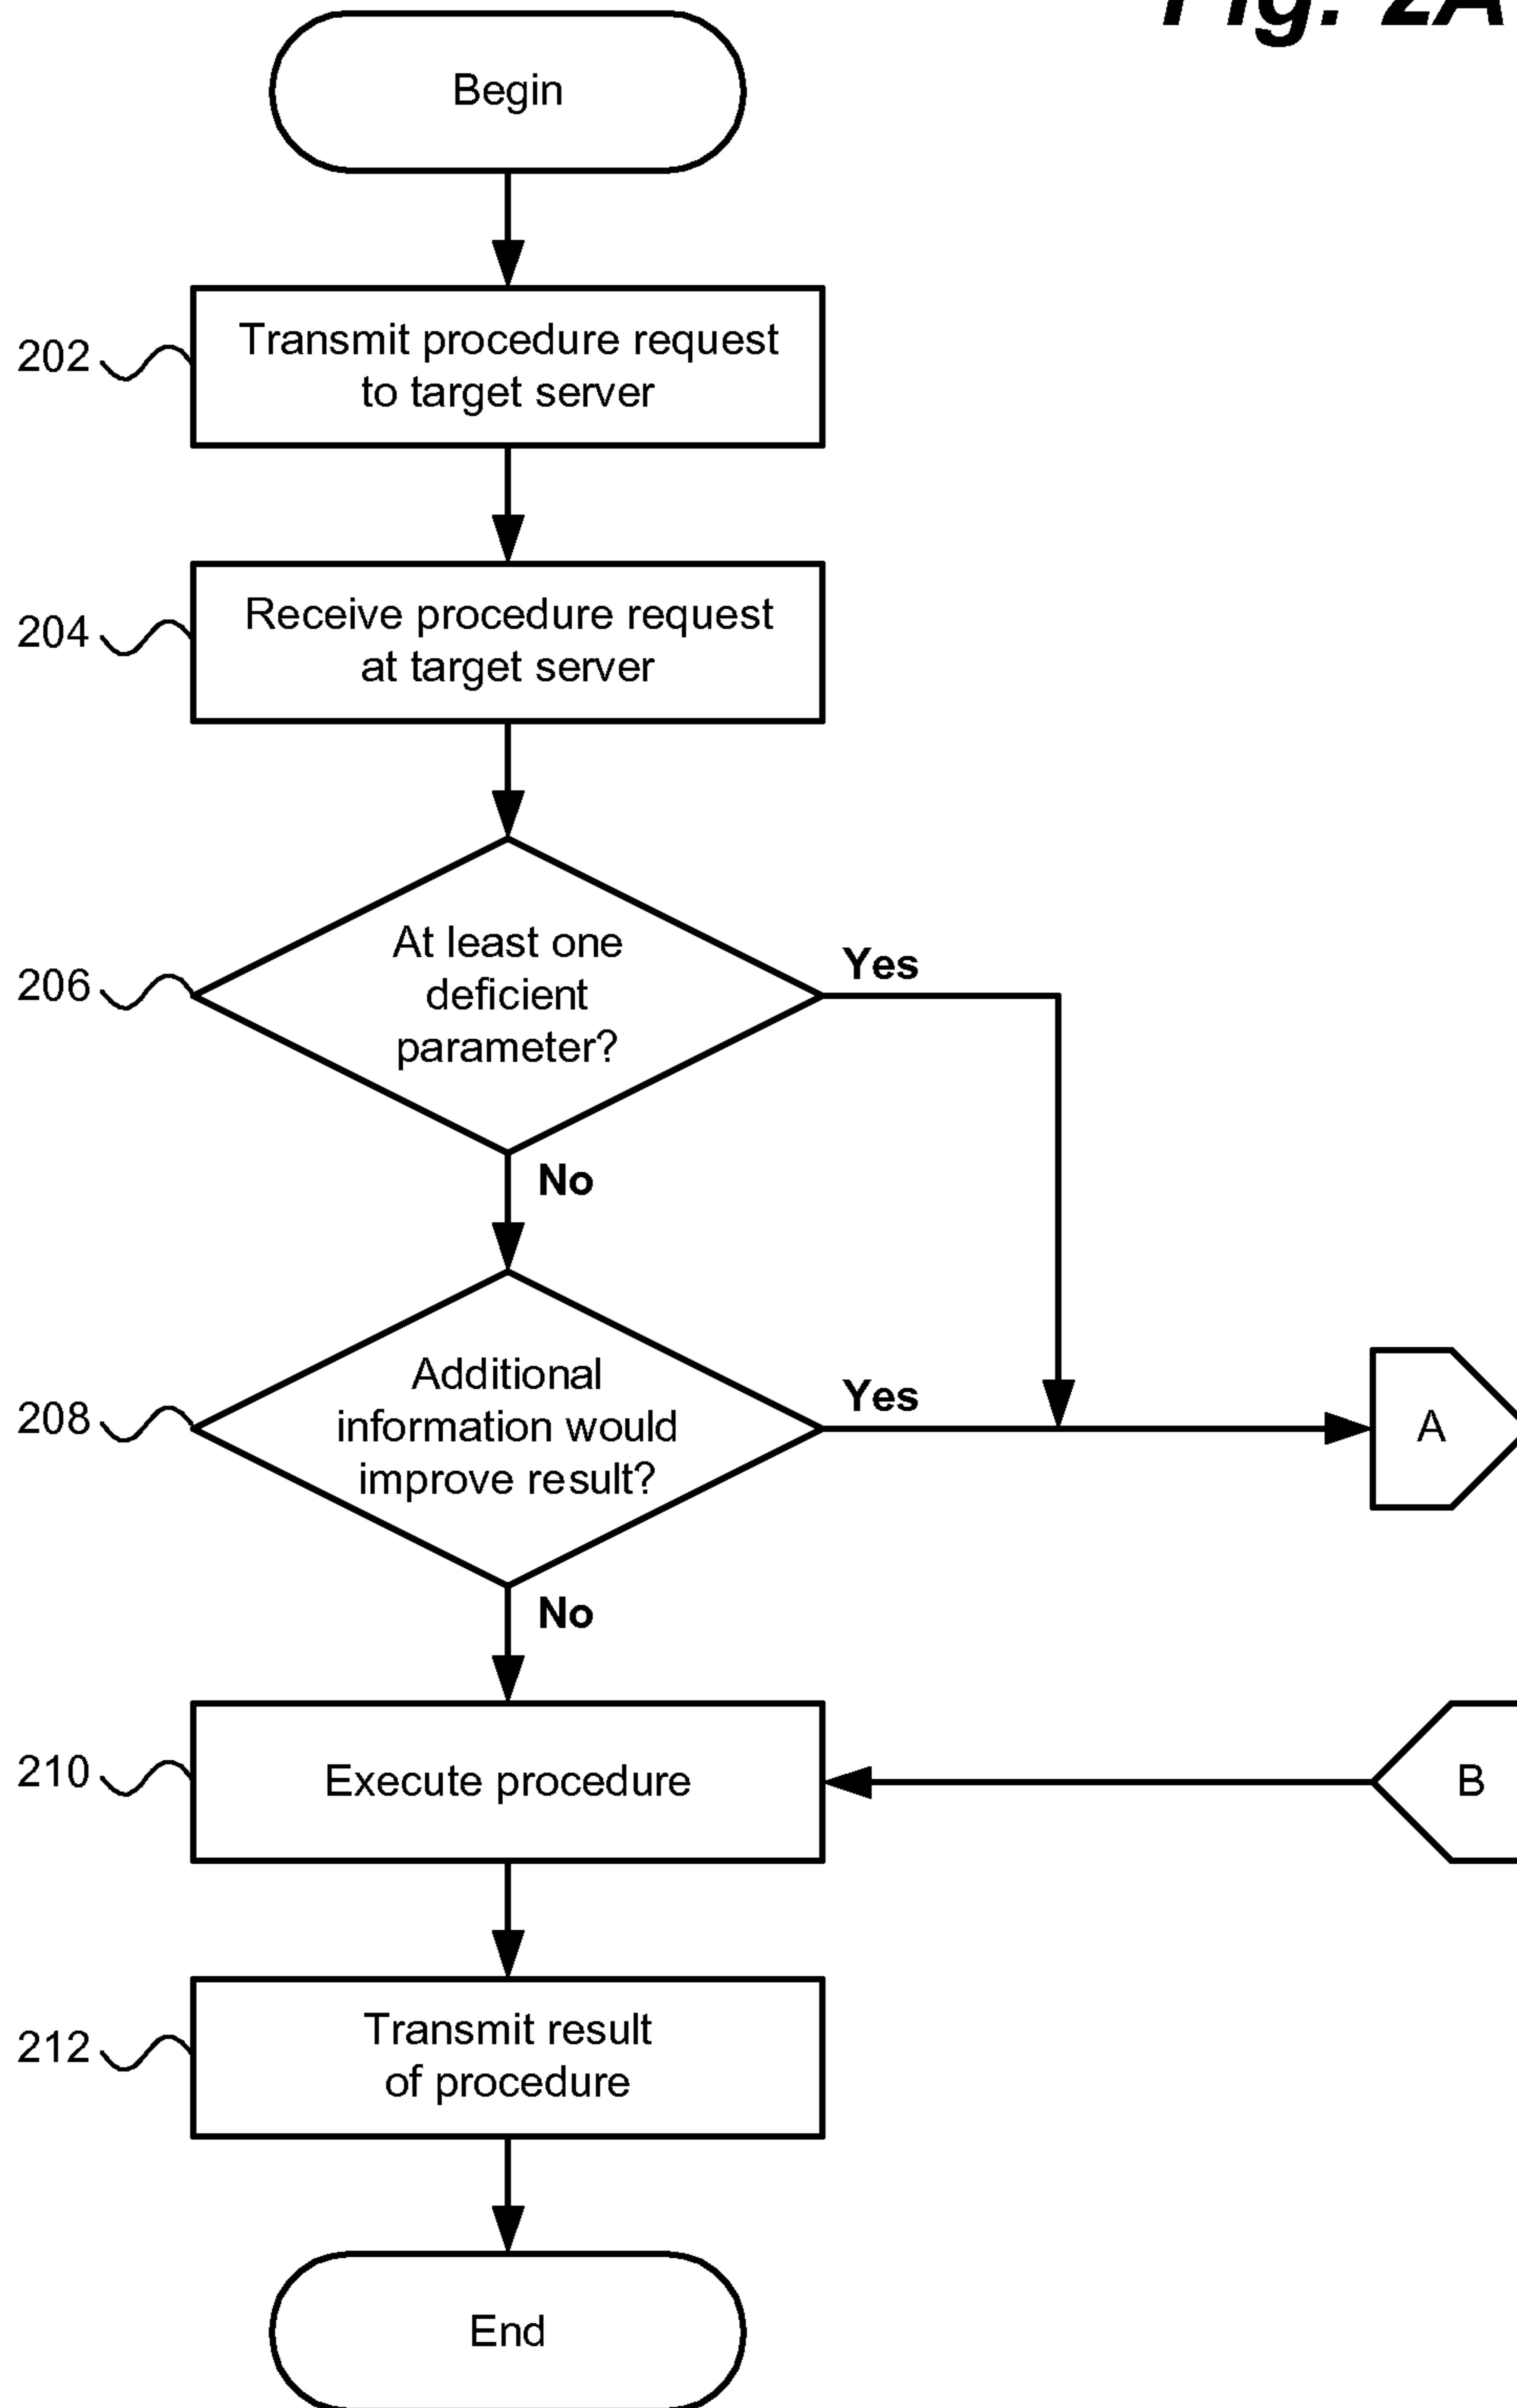 Fig. 2A
Begin
202
Transmit procedure request
to target server
204
Receive procedure request
at target server
206
At least one
deficient
parameter?
Yes
No
208
Additional
information would
improve result?
Yes
A
No
210
Execute procedure
B
212
Transmit result
of procedure
End